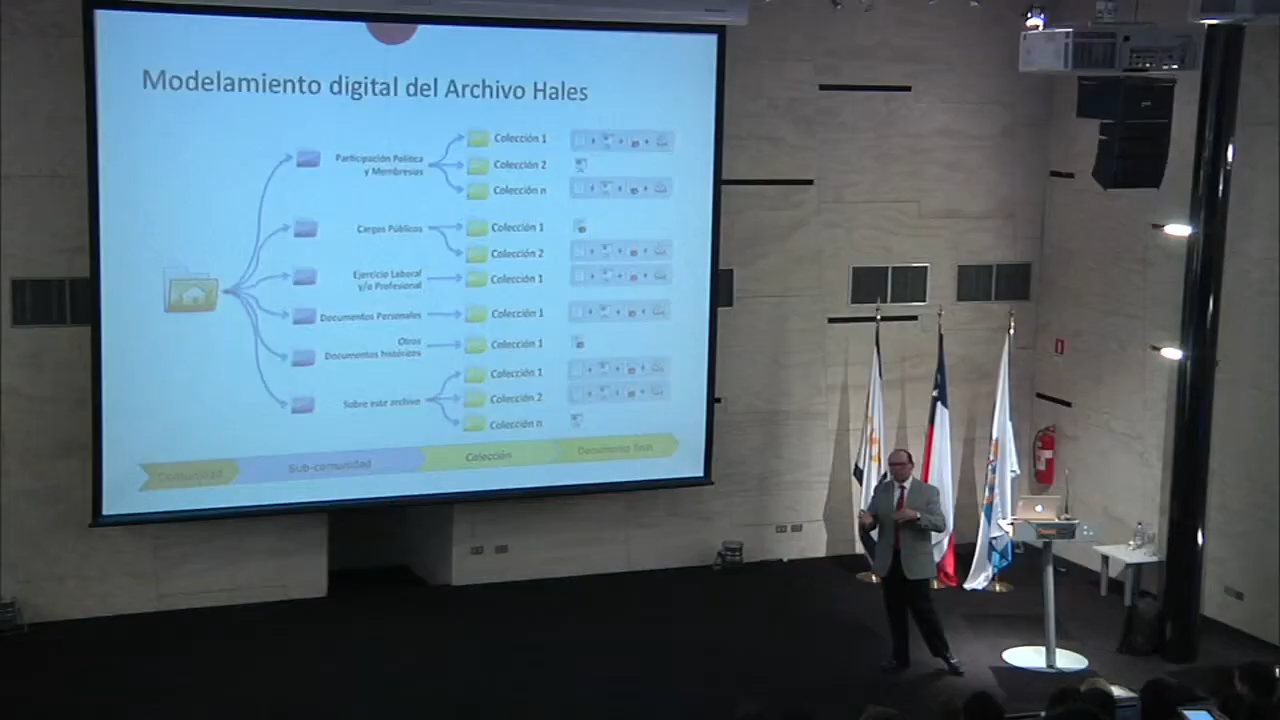 Modelamiento digital del Archivo Hales
Participación Política
y Membresías
Colección 1
Colección 2
Colección n
Cargos Públicos
Colección 1
Colección 2
Ejercicio Laboral
y/o Profesional
Colección 1
Documentos Personales
Colección 1
Otros
Documentos históricos
Colección 1
Sobre este archivo
Colección 1
Colección 2
Colección n
Comunidad
Sub-comunidad
Colección
Documento final